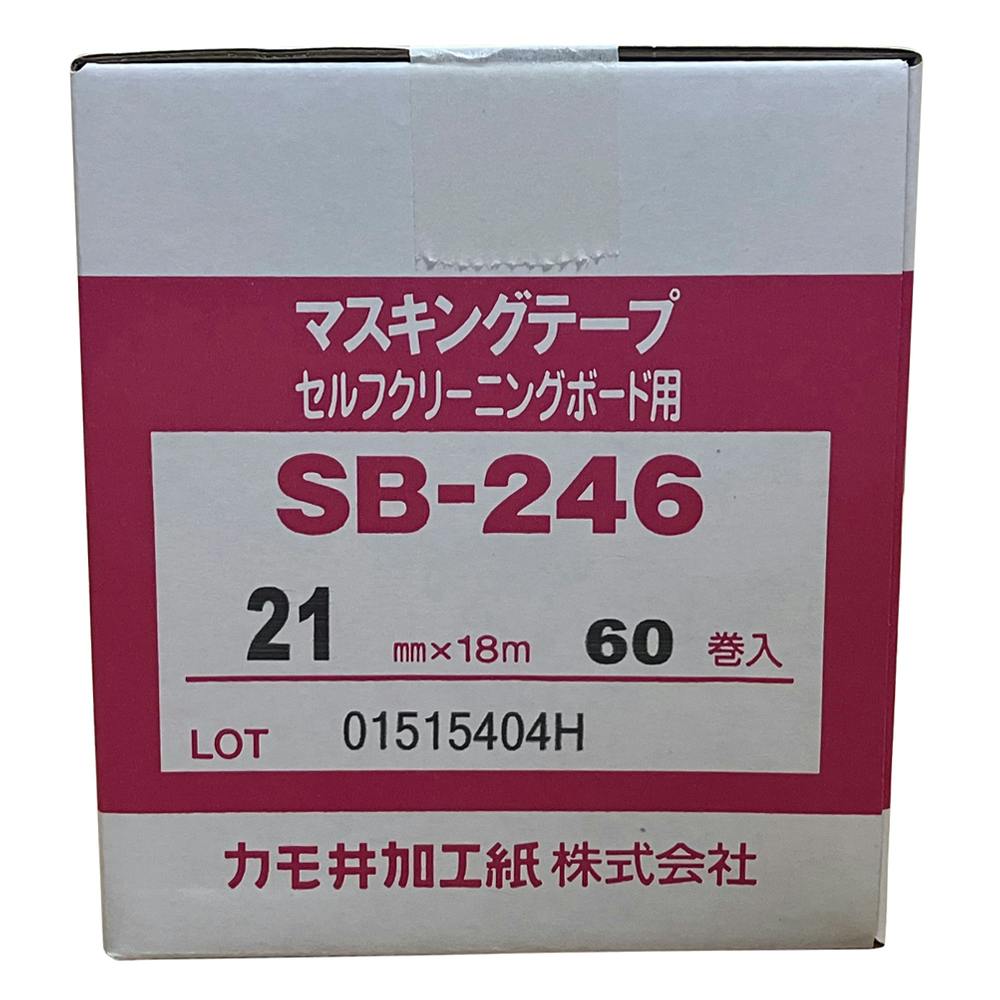 マスキングテープ
セルフクリーニングボード用
SB-246
21 mm×18m 60 巻入
LOT 01515404H
カモ井加工紙株式会社